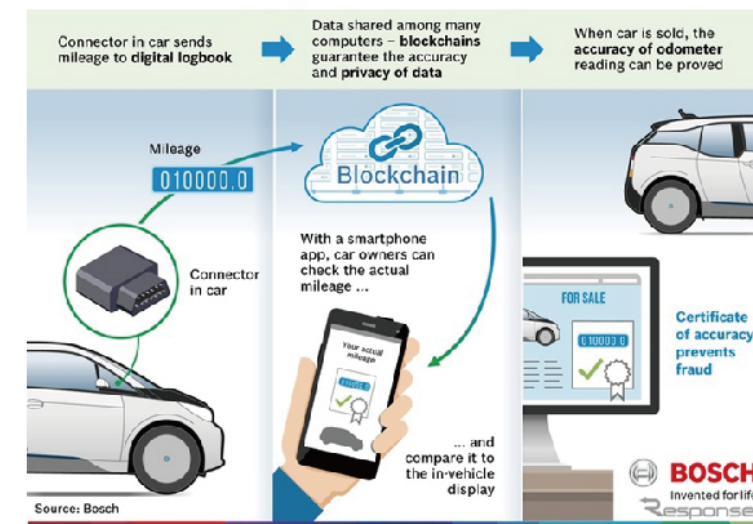 Connector in car sends
mileage to digital logbook
Data shared among many
computers – blockchains
guarantee the accuracy
and privacy of data
When car is sold, the
accuracy of odometer
reading can be proved
Mileage
010000.0
Connector
in car
Source: Bosch
Blockchain
With a smartphone
app, car owners can
check the actual
mileage ...
Your actual
mileage
... and
compare it to
the in-vehicle
display
FOR SALE
010000.0
Certificate
of accuracy
prevents
fraud
BOSCH
Invented for life
Response